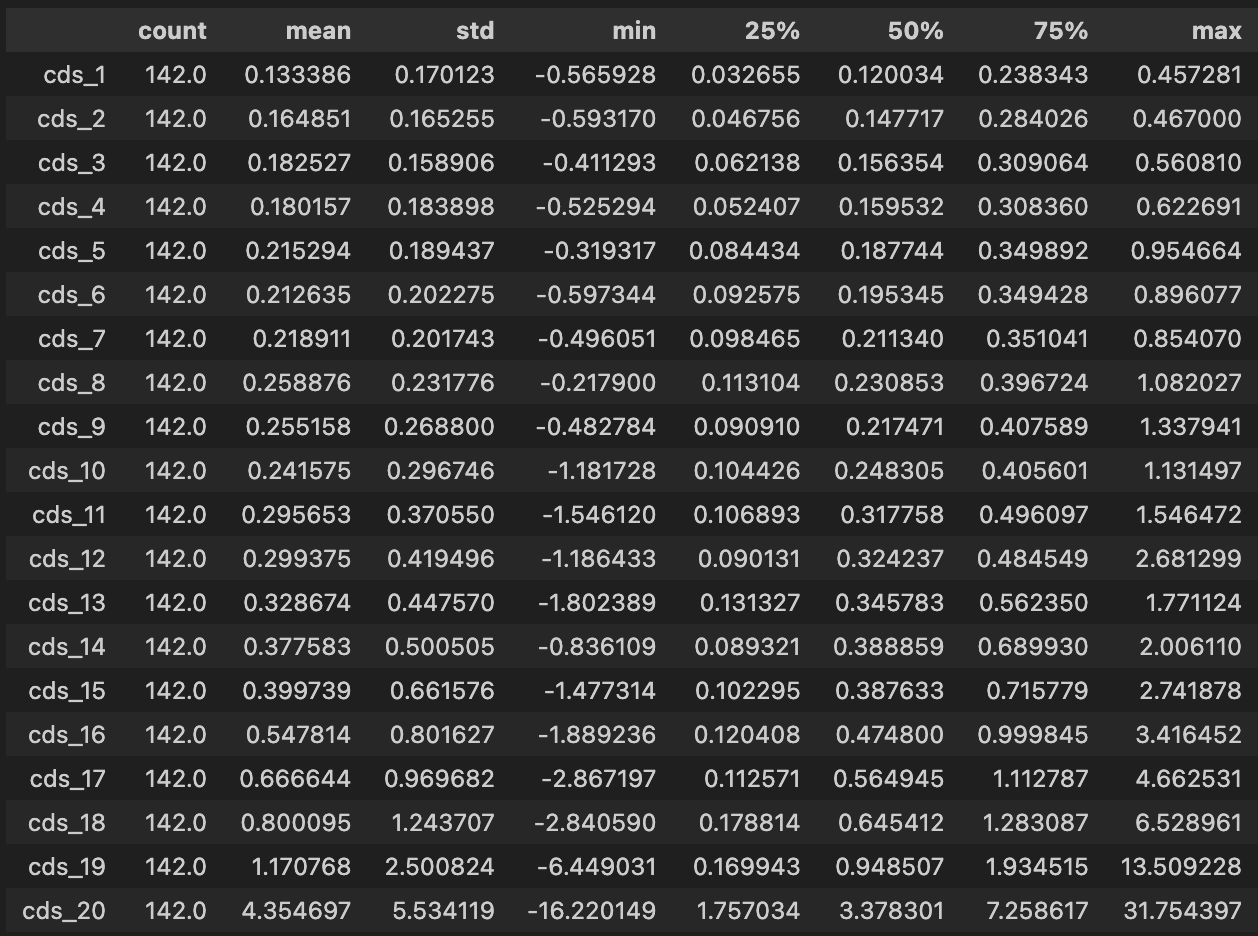 count mean std min 25% 50% 75% max
cds_1 142.0 0.133386 0.170123 -0.565928 0.032655 0.120034 0.238343 0.457281
cds_2 142.0 0.164851 0.165255 -0.593170 0.046756 0.147717 0.284026 0.467000
cds_3 142.0 0.182527 0.158906 -0.411293 0.062138 0.156354 0.309064 0.560810
cds_4 142.0 0.180157 0.183898 -0.525294 0.052407 0.159532 0.308360 0.622691
cds_5 142.0 0.215294 0.189437 -0.319317 0.084434 0.187744 0.349892 0.954664
cds_6 142.0 0.212635 0.202275 -0.597344 0.092575 0.195345 0.349428 0.896077
cds_7 142.0 0.218911 0.201743 -0.496051 0.098465 0.211340 0.351041 0.854070
cds_8 142.0 0.258876 0.231776 -0.217900 0.113104 0.230853 0.396724 1.082027
cds_9 142.0 0.255158 0.268800 -0.482784 0.090910 0.217471 0.407589 1.337941
cds_10 142.0 0.241575 0.296746 -1.181728 0.104426 0.248305 0.405601 1.131497
cds_11 142.0 0.295653 0.370550 -1.546120 0.106893 0.317758 0.496097 1.546472
cds_12 142.0 0.299375 0.419496 -1.186433 0.090131 0.324237 0.484549 2.681299
cds_13 142.0 0.328674 0.447570 -1.802389 0.131327 0.345783 0.562350 1.771124
cds_14 142.0 0.377583 0.500505 -0.836109 0.089321 0.388859 0.689930 2.006110
cds_15 142.0 0.399739 0.661576 -1.477314 0.102295 0.387633 0.715779 2.741878
cds_16 142.0 0.547814 0.801627 -1.889236 0.120408 0.474800 0.999845 3.416452
cds_17 142.0 0.666644 0.969682 -2.867197 0.112571 0.564945 1.112787 4.662531
cds_18 142.0 0.800095 1.243707 -2.840590 0.178814 0.645412 1.283087 6.528961
cds_19 142.0 1.170768 2.500824 -6.449031 0.169943 0.948507 1.934515 13.509228
cds_20 142.0 4.354697 5.534119 -16.220149 1.757034 3.378301 7.258617 31.754397